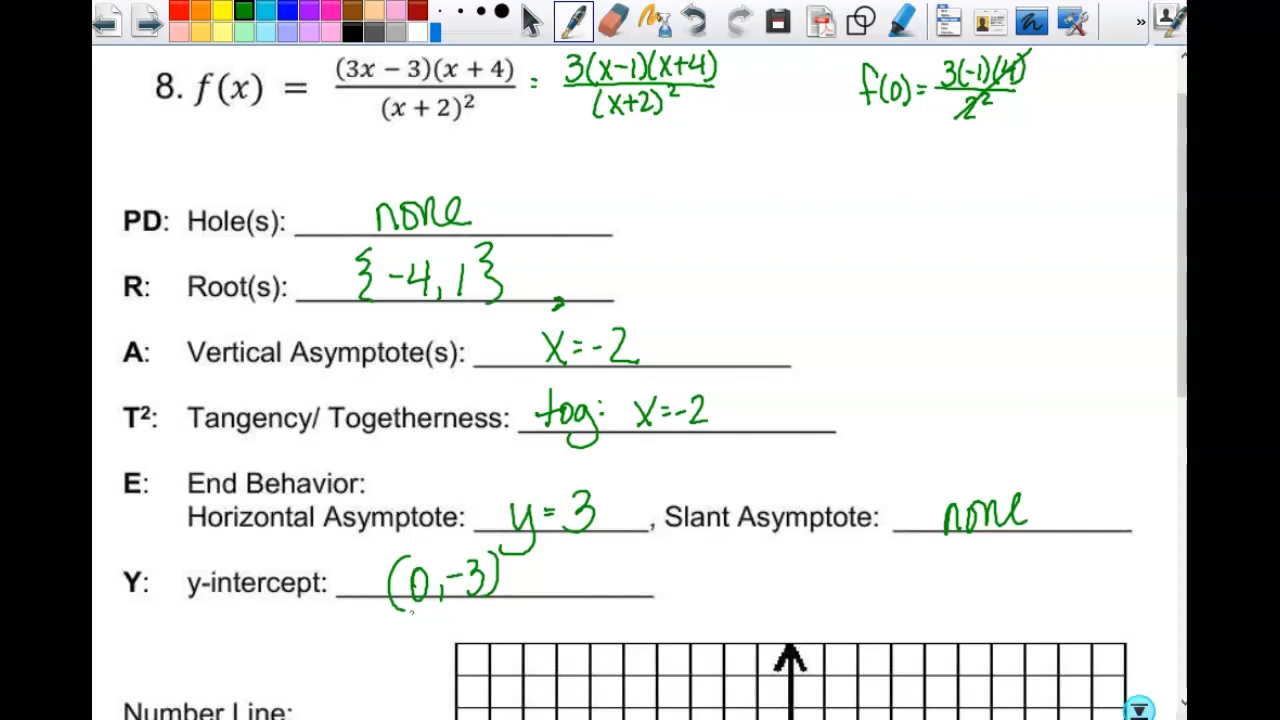 »
8. f(x) = (3x − 3)(x + 4) / (x + 2)² = 3(x-1)(x+4) / (x+2)² f(0) = 3(-1)(4) / 2²
PD: Hole(s): none
R: Root(s): {-4, 1}
A: Vertical Asymptote(s): x=-2
T²: Tangency/ Togetherness: tog: x=-2
E: End Behavior:
Horizontal Asymptote: y=3, Slant Asymptote: none
Y: y-intercept: (0,-3)
Number Line: